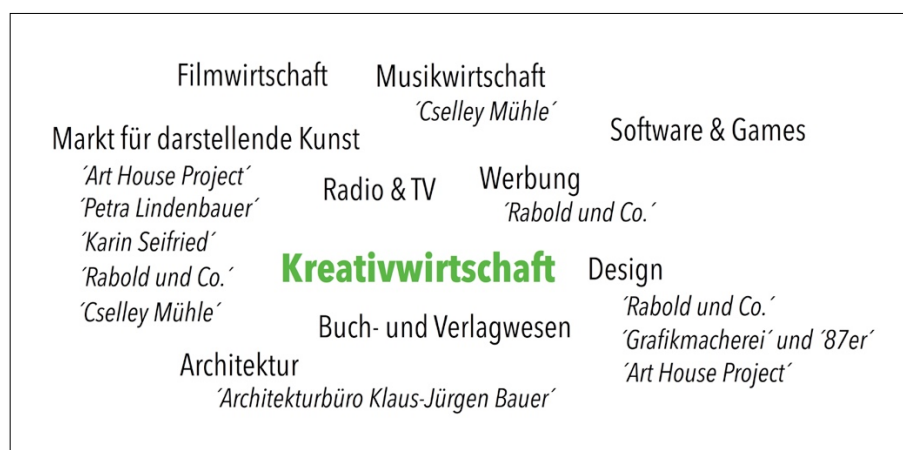 Filmwirtschaft
Musikwirtschaft
´Cselley Mühle´
Software & Games
Markt für darstellende Kunst
´Art House Project´
´Petra Lindenbauer´
´Karin Seifried´
´Rabold und Co.´
´Cselley Mühle´
Radio & TV
Werbung
´Rabold und Co.´
Kreativwirtschaft
Design
´Rabold und Co.´
´Grafikmacherei´ und ´87er´
´Art House Project´
Buch- und Verlagwesen
Architektur
´Architekturbüro Klaus-Jürgen Bauer´